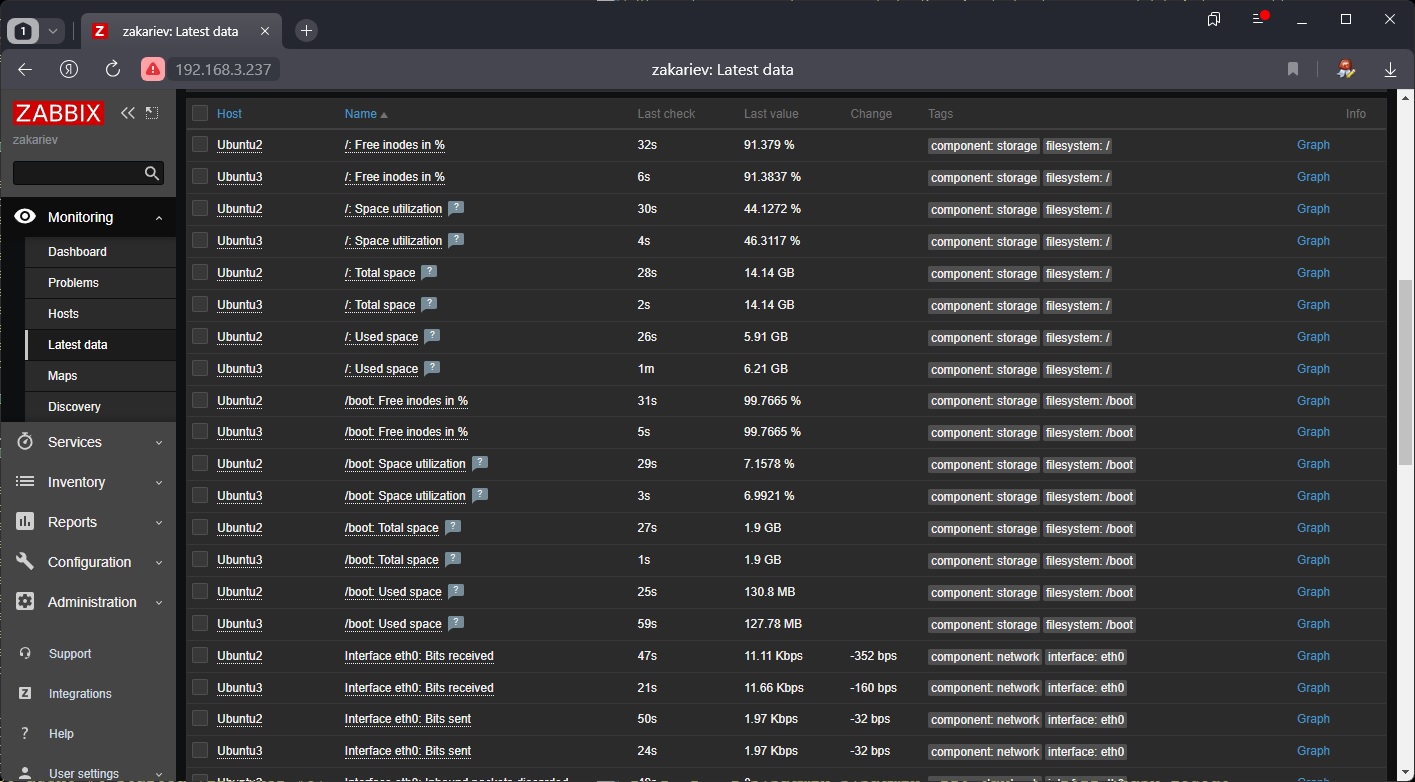 1
Z zakariev: Latest data
Я 192.168.3.237 zakariev: Latest data
ZABBIX
zakariev
Monitoring
Dashboard
Problems
Hosts
Latest data
Maps
Discovery
Services
Inventory
Reports
Configuration
Administration
Support
Z Integrations
? Help
User settings
Host Name Last check Last value Change Tags Info
Ubuntu2 /: Free inodes in % 32s 91.379 % component: storage filesystem: / Graph
Ubuntu3 /: Free inodes in % 6s 91.3837 % component: storage filesystem: / Graph
Ubuntu2 /: Space utilization ? 30s 44.1272 % component: storage filesystem: / Graph
Ubuntu3 /: Space utilization ? 4s 46.3117 % component: storage filesystem: / Graph
Ubuntu2 /: Total space ? 28s 14.14 GB component: storage filesystem: / Graph
Ubuntu3 /: Total space ? 2s 14.14 GB component: storage filesystem: / Graph
Ubuntu2 /: Used space ? 26s 5.91 GB component: storage filesystem: / Graph
Ubuntu3 /: Used space ? 1m 6.21 GB component: storage filesystem: / Graph
Ubuntu2 /boot: Free inodes in % 31s 99.7665 % component: storage filesystem: /boot Graph
Ubuntu3 /boot: Free inodes in % 5s 99.7665 % component: storage filesystem: /boot Graph
Ubuntu2 /boot: Space utilization ? 29s 7.1578 % component: storage filesystem: /boot Graph
Ubuntu3 /boot: Space utilization ? 3s 6.9921 % component: storage filesystem: /boot Graph
Ubuntu2 /boot: Total space ? 27s 1.9 GB component: storage filesystem: /boot Graph
Ubuntu3 /boot: Total space ? 1s 1.9 GB component: storage filesystem: /boot Graph
Ubuntu2 /boot: Used space ? 25s 130.8 MB component: storage filesystem: /boot Graph
Ubuntu3 /boot: Used space ? 59s 127.78 MB component: storage filesystem: /boot Graph
Ubuntu2 Interface eth0: Bits received 47s 11.11 Kbps -352 bps component: network interface: eth0 Graph
Ubuntu3 Interface eth0: Bits received 21s 11.66 Kbps -160 bps component: network interface: eth0 Graph
Ubuntu2 Interface eth0: Bits sent 50s 1.97 Kbps -32 bps component: network interface: eth0 Graph
Ubuntu3 Interface eth0: Bits sent 24s 1.97 Kbps -32 bps component: network interface: eth0 Graph